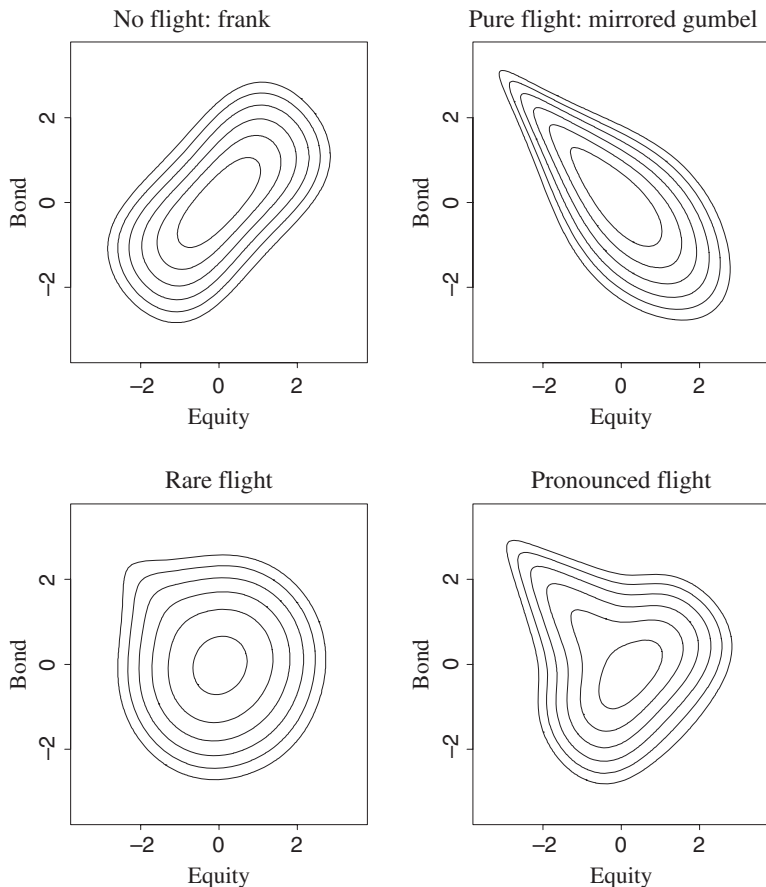 No flight: frank
Pure flight: mirrored gumbel
2
0
−2
Bond
−2 0 2
Equity
2
0
−2
Bond
−2 0 2
Equity
Rare flight
Pronounced flight
2
0
−2
Bond
−2 0 2
Equity
2
0
−2
Bond
−2 0 2
Equity